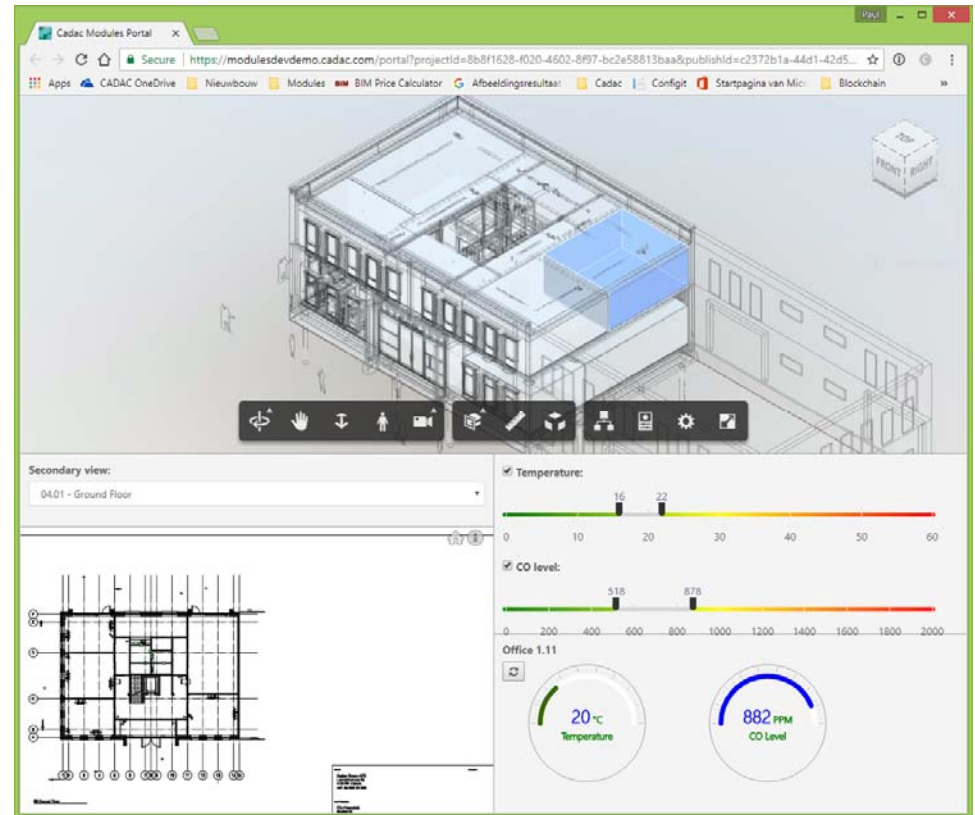 Paul
Cadac Modules Portal
Secure https://modulesdevdemo.cadac.com/portal?projectId=8b8f1628-f020-4602-8f97-bc2e58813baa&publishId=c2372b1a-44d1-42d5...
Apps CADAC OneDrive Nieuwbouw Modules BIM BIM Price Calculator G Afbeeldingsresultaat Cadac Configit Startpagina van Micr Blockchain »
TOP
FRONT RIGHT
Secondary view:
04.01 - Ground Floor
Temperature:
16 22
0 10 20 30 40 50 60
CO level:
518 878
0 200 400 600 800 1000 1200 1400 1600 1800 2000
Office 1.11
20 °C
Temperature
882 PPM
CO Level